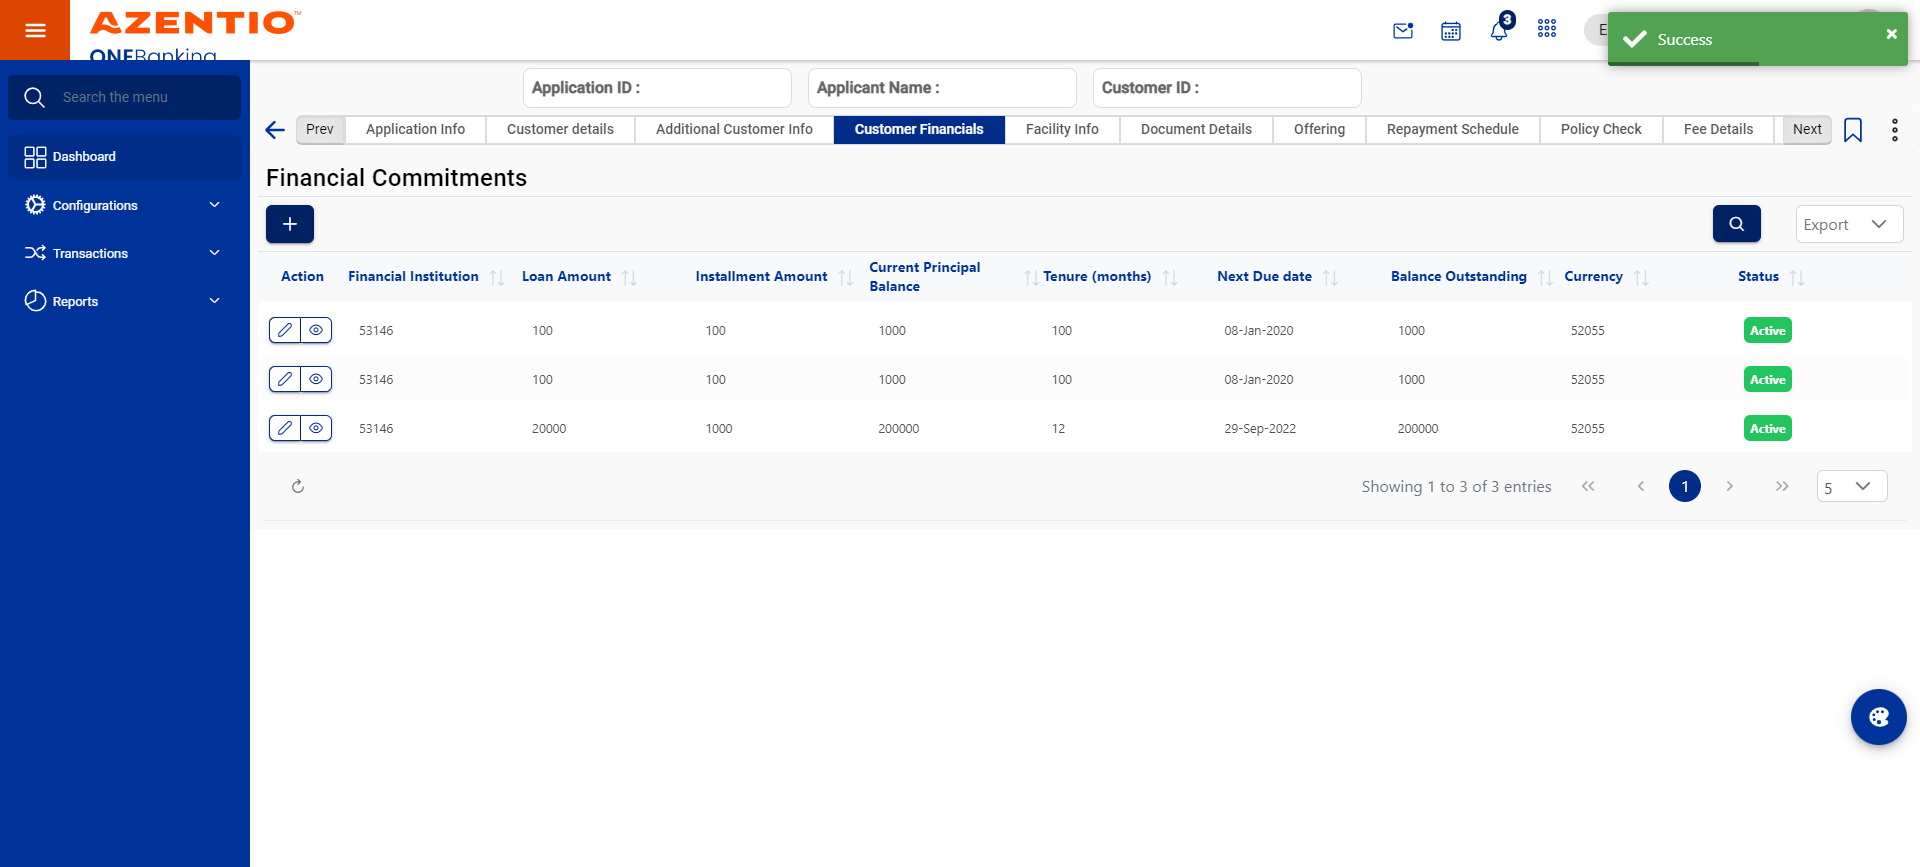 AZENTIO™
ONEBanking
3
E
Success
Search the menu
Dashboard
Configurations
Transactions
Reports
Application ID :
Applicant Name :
Customer ID :
Prev
Application Info
Customer details
Additional Customer Info
Customer Financials
Facility Info
Document Details
Offering
Repayment Schedule
Policy Check
Fee Details
Next
Financial Commitments
Export
Action
Financial Institution
Loan Amount
Installment Amount
Current Principal
Balance
Tenure (months)
Next Due date
Balance Outstanding
Currency
Status
53146 100 100 1000 100 08-Jan-2020 1000 52055 Active
53146 100 100 1000 100 08-Jan-2020 1000 52055 Active
53146 20000 1000 200000 12 29-Sep-2022 200000 52055 Active
Showing 1 to 3 of 3 entries
1
5